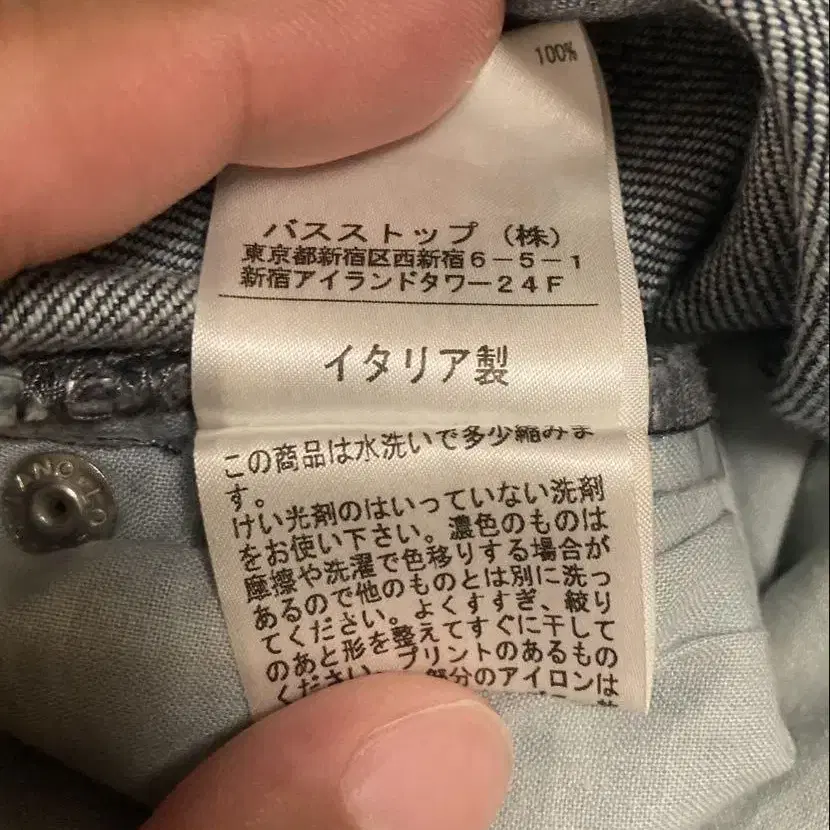 100%
バスストップ（株）
東京都新宿区西新宿６－５－１
新宿アイランドタワー２４Ｆ
イタリア製
この商品は水洗いで多少縮みま
す。
けい光剤のはいっていない洗剤
をお使い下さい。濃色のものは
摩擦や洗濯で色移りする場合が
あるので他のものとは別に洗っ
てください。よくすすぎ、絞り
のあと形を整えてすぐに干して
ください。プリントのあるもの
部分のアイロンは